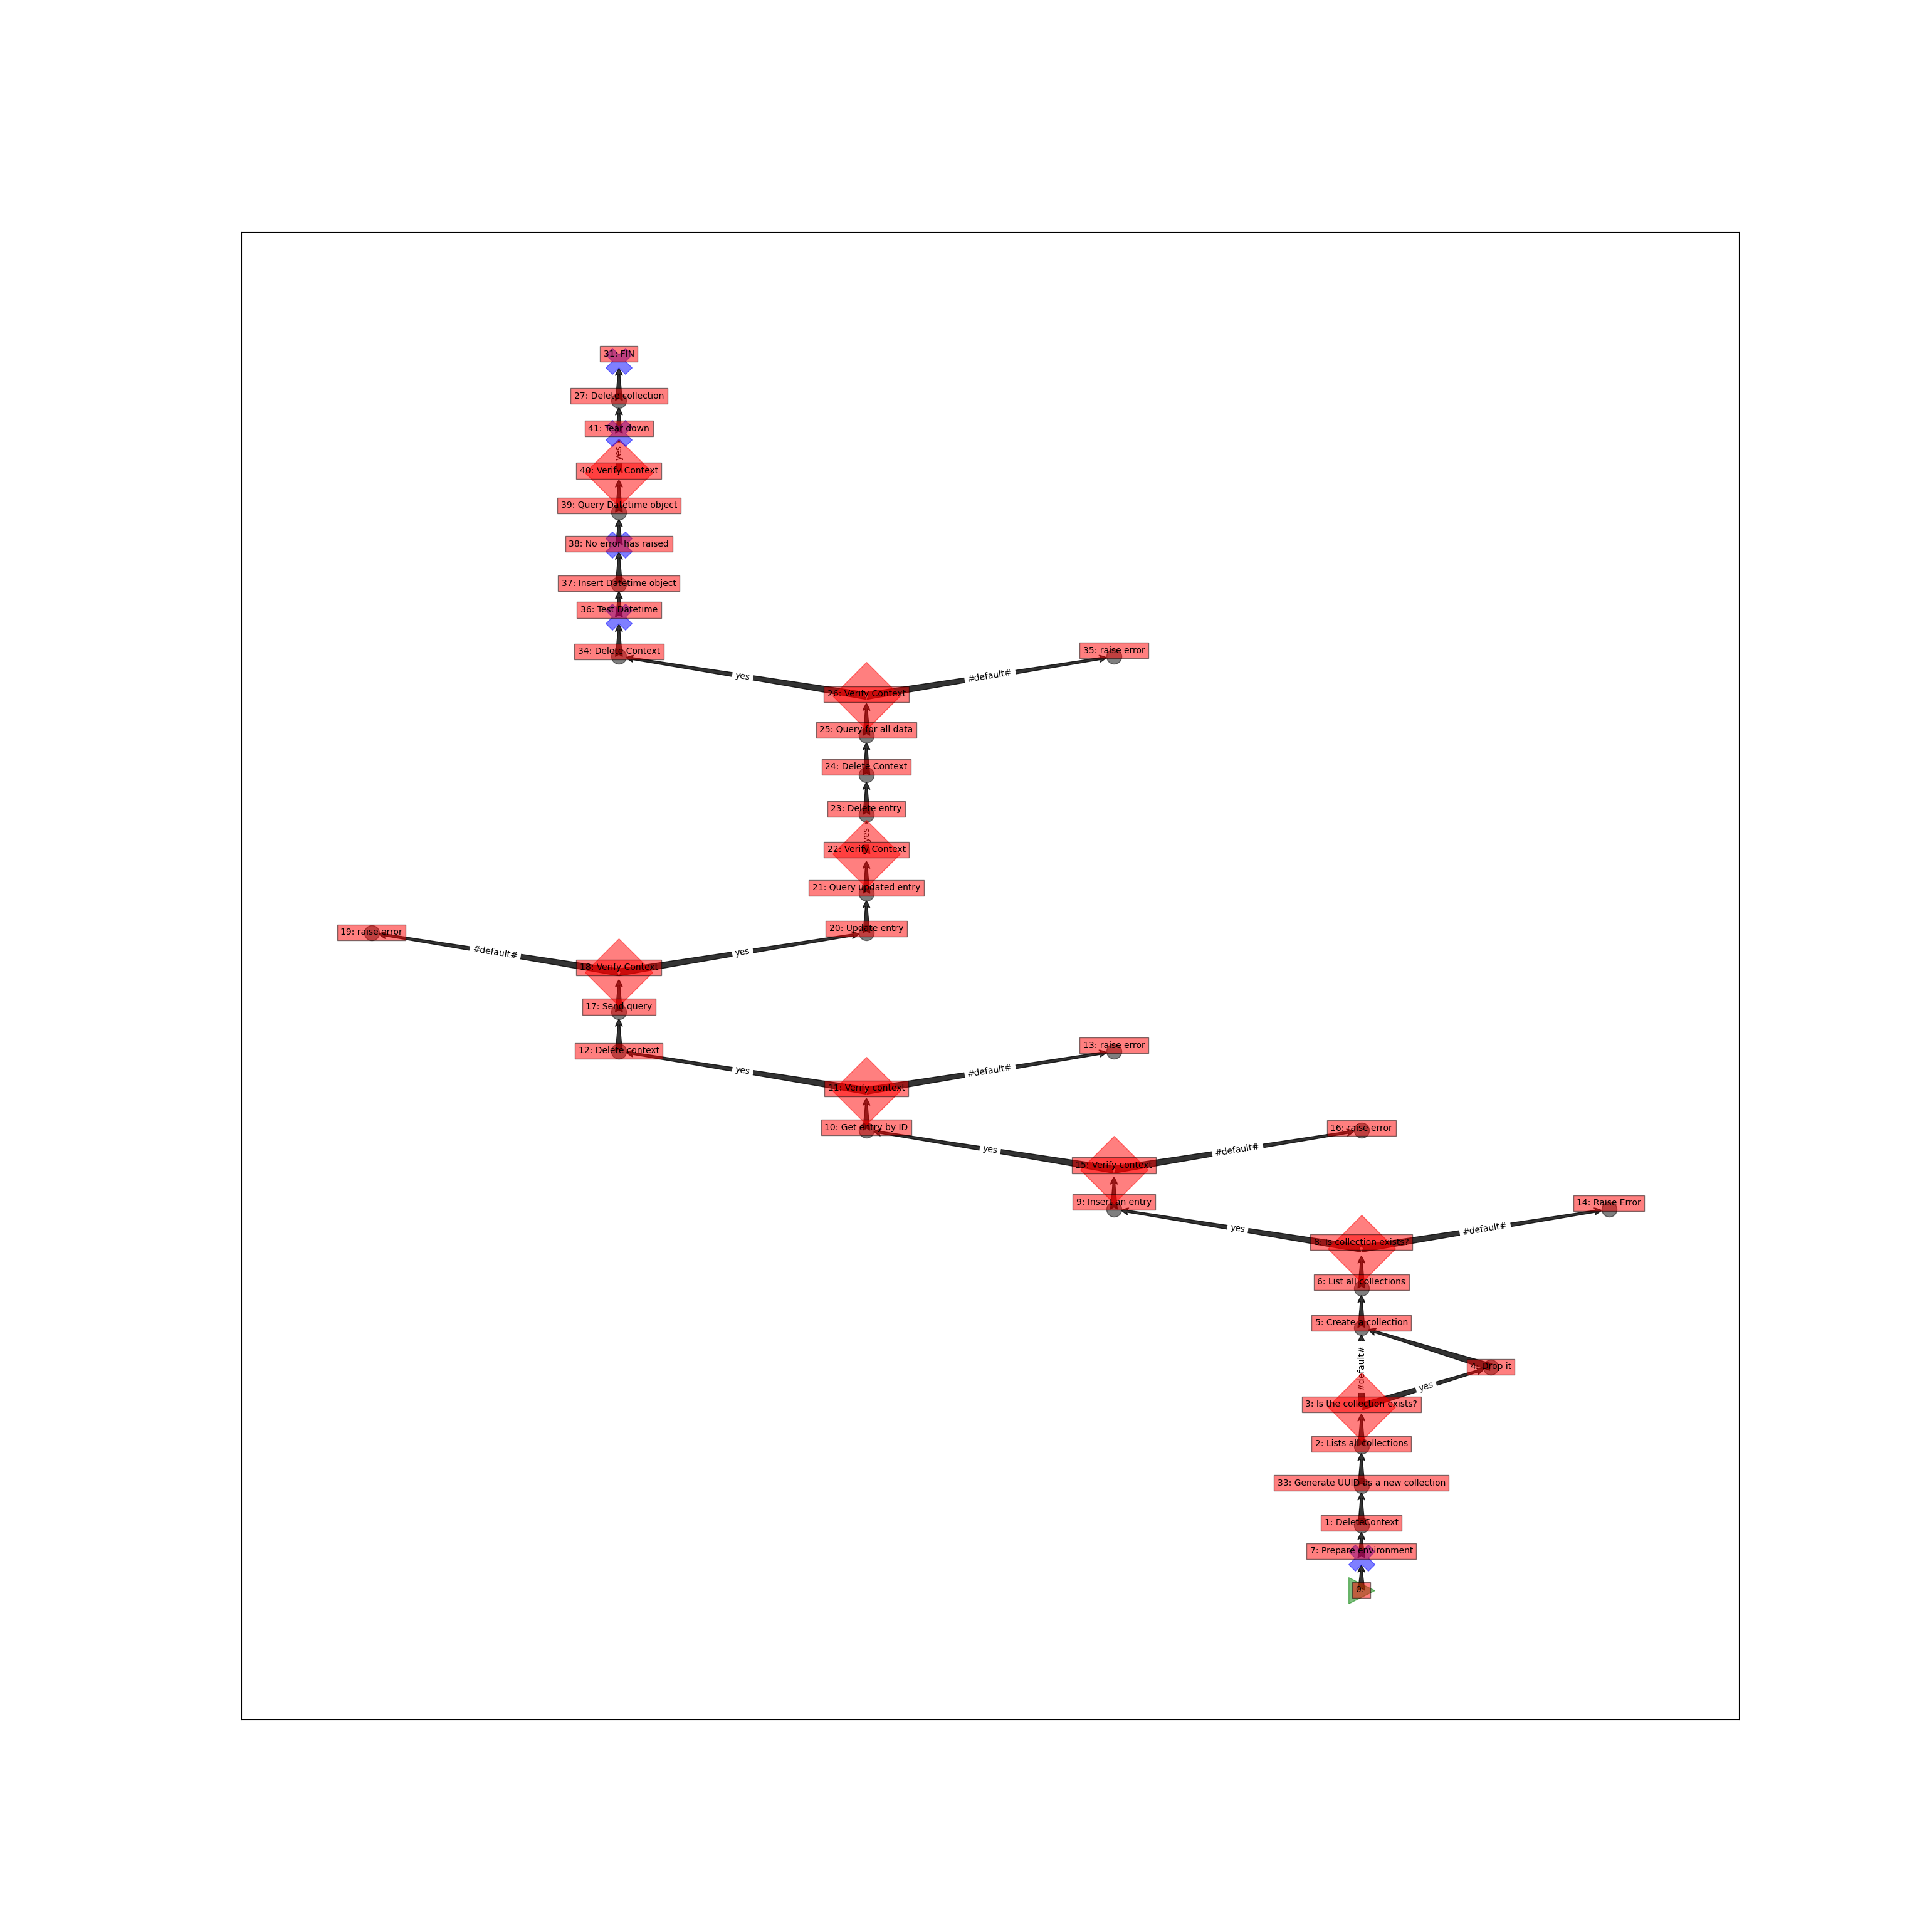 31: FIN
27: Delete collection
41: Tear down
yes
40: Verify Context
39: Query Datetime object
38: No error has raised
37: Insert Datetime object
36: Test Datetime
34: Delete Context
35: raise error
yes
#default#
26: Verify Context
25: Query for all data
24: Delete Context
23: Delete entry
yes
22: Verify Context
21: Query updated entry
20: Update entry
19: raise error
#default#
yes
18: Verify Context
17: Send query
12: Delete context
13: raise error
yes
#default#
11: Verify context
10: Get entry by ID
16: raise error
yes
#default#
15: Verify context
9: Insert an entry
14: Raise Error
yes
#default#
8: Is collection exists?
6: List all collections
5: Create a collection
#default#
4: Drop it
yes
3: Is the collection exists?
2: Lists all collections
33: Generate UUID as a new collection
1: Delete Context
7: Prepare environment
0: